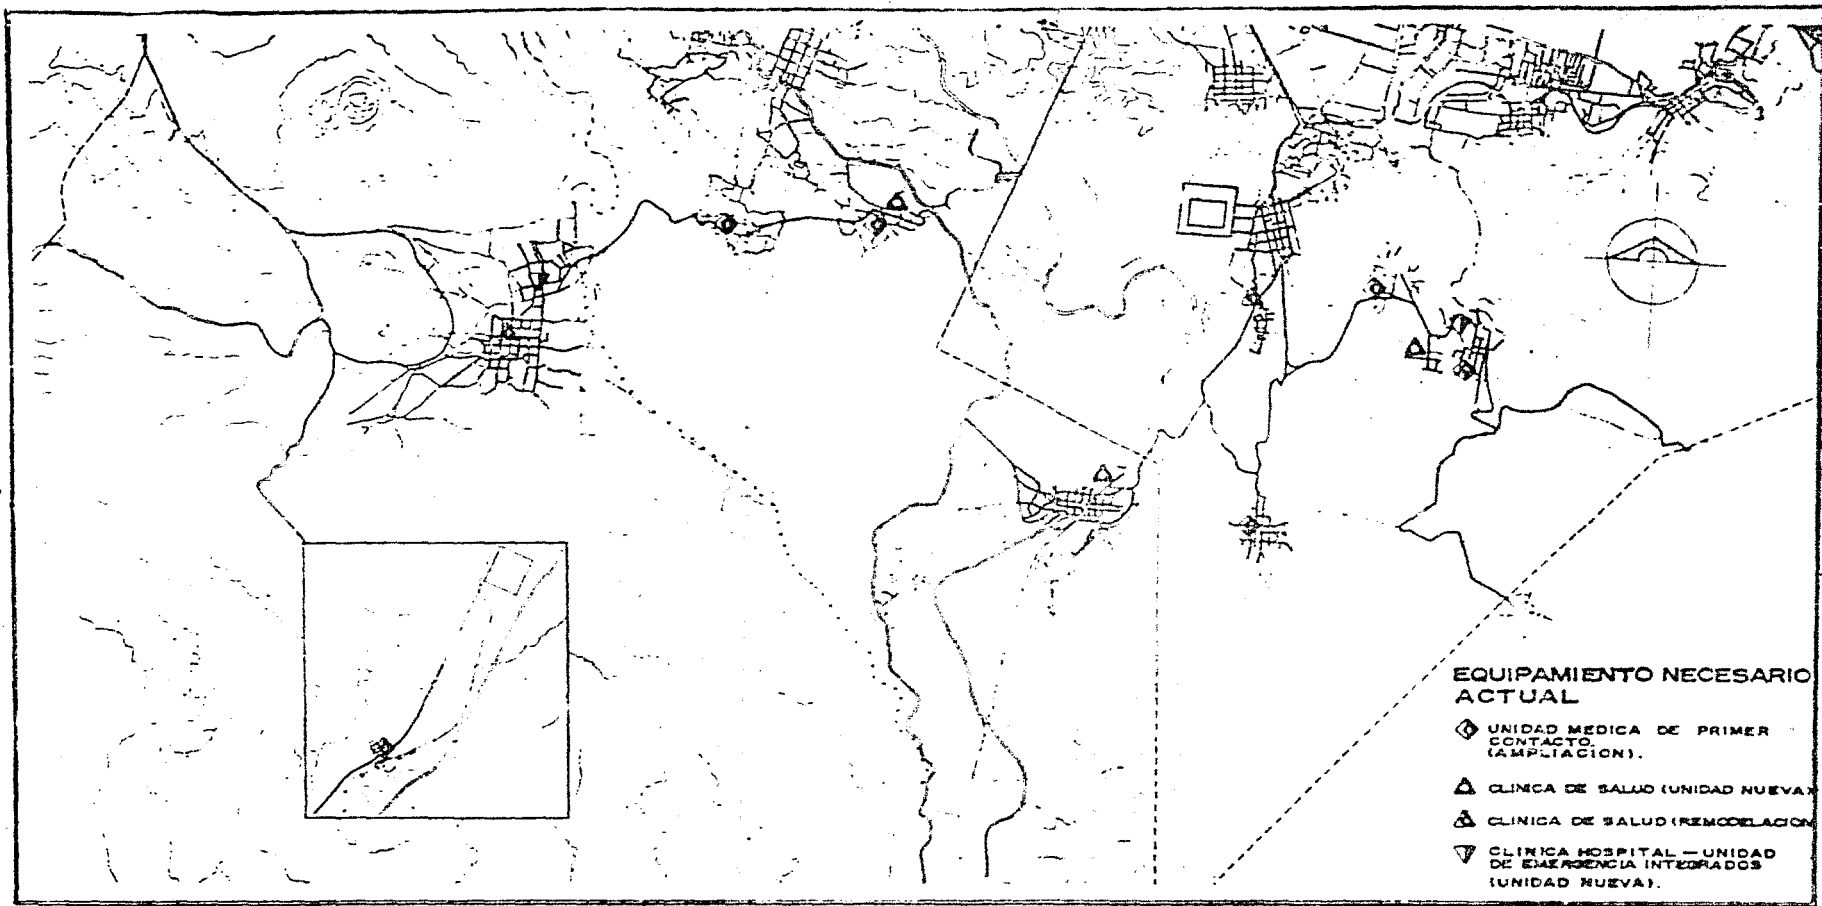 EQUIPAMIENTO NECESARIO
ACTUAL
UNIDAD MEDICA DE PRIMER
CONTACTO.
(AMPLIACION).
CLINICA DE SALUD (UNIDAD NUEVA)
CLINICA DE SALUD (REMODELACION
CLINICA HOSPITAL — UNIDAD
DE EMERGENCIA INTEGRADOS
(UNIDAD NUEVA).